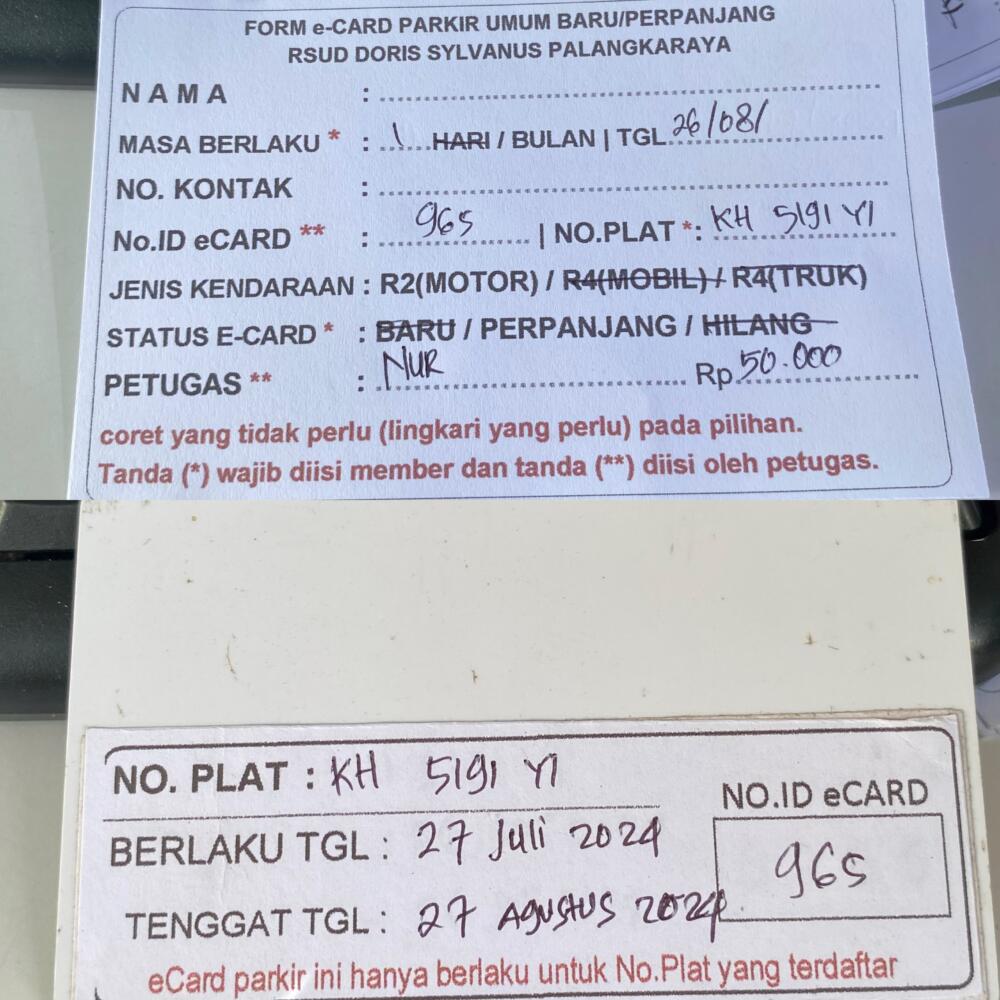 FORM e-CARD PARKIR UMUM BARU/PERPANJANG
RSUD DORIS SYLVANUS PALANGKARAYA
N A M A :
MASA BERLAKU * : 1 HARI / BULAN | TGL 26/08/
NO. KONTAK :
No.ID eCARD ** : 965 | NO.PLAT *: KH 5191 YI
JENIS KENDARAAN : R2(MOTOR) / R4(MOBIL) / R4(TRUK)
STATUS E-CARD * : BARU / PERPANJANG / HILANG
PETUGAS ** : NUR Rp 50.000
coret yang tidak perlu (lingkari yang perlu) pada pilihan.
Tanda (*) wajib diisi member dan tanda (**) diisi oleh petugas.
NO. PLAT : KH 5191 YI
NO.ID eCARD
BERLAKU TGL : 27 Juli 2024
965
TENGGAT TGL : 27 AGUSTUS 2024
eCard parkir ini hanya berlaku untuk No.Plat yang terdaftar